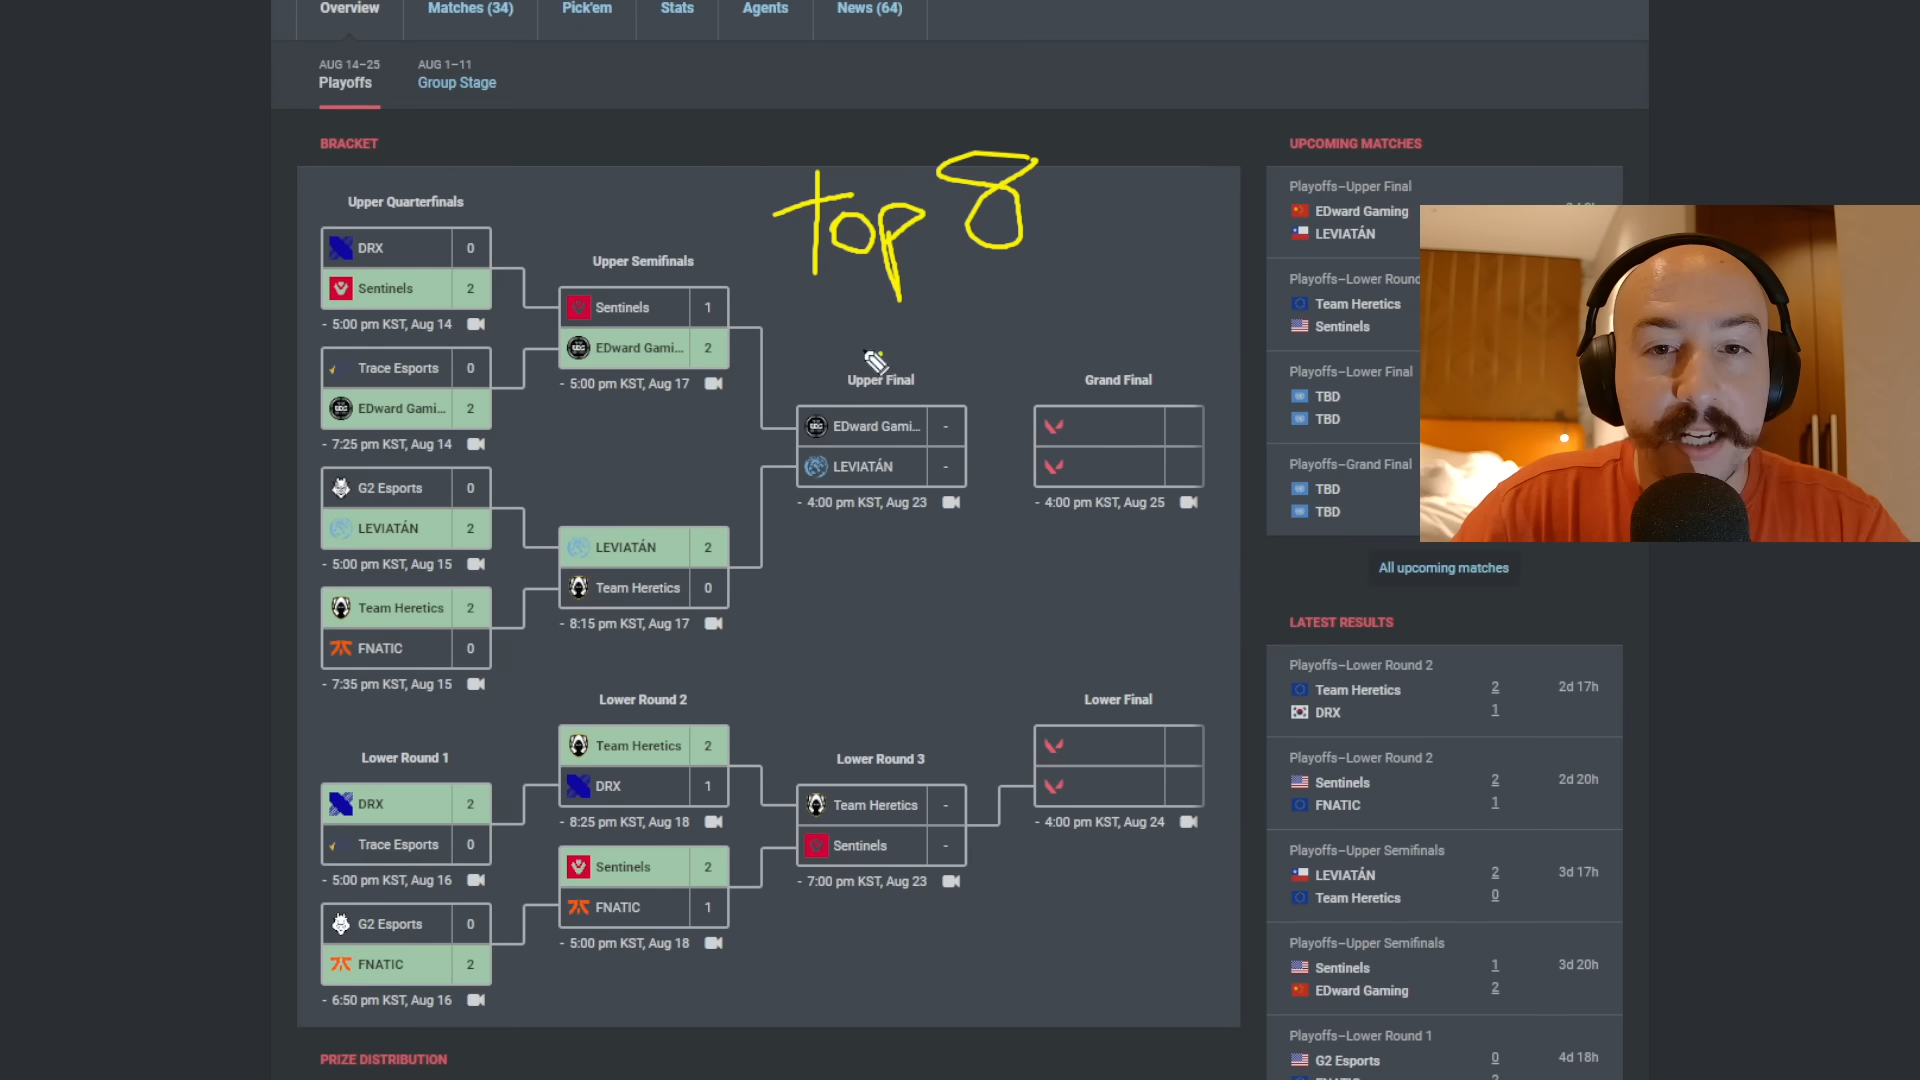 Overview
Matches (34)
Pick'em
Stats
Agents
News (64)
AUG 14–25
Playoffs
AUG 1–11
Group Stage
BRACKET
top 8
Upper Quarterfinals
DRX 0
Sentinels 2
- 5:00 pm KST, Aug 14
Trace Esports 0
EDward Gami... 2
- 7:25 pm KST, Aug 14
G2 Esports 0
LEVIATÁN 2
- 5:00 pm KST, Aug 15
Team Heretics 2
FNATIC 0
- 7:35 pm KST, Aug 15
Upper Semifinals
Sentinels 1
EDward Gami... 2
- 5:00 pm KST, Aug 17
LEVIATÁN 2
Team Heretics 0
- 8:15 pm KST, Aug 17
Upper Final
EDward Gami... -
LEVIATÁN -
- 4:00 pm KST, Aug 23
Grand Final
- 4:00 pm KST, Aug 25
Lower Round 1
DRX 2
Trace Esports 0
- 5:00 pm KST, Aug 16
G2 Esports 0
FNATIC 2
- 6:50 pm KST, Aug 16
Lower Round 2
Team Heretics 2
DRX 1
- 8:25 pm KST, Aug 18
Sentinels 2
FNATIC 1
- 5:00 pm KST, Aug 18
Lower Round 3
Team Heretics -
Sentinels -
- 7:00 pm KST, Aug 23
Lower Final
- 4:00 pm KST, Aug 24
PRIZE DISTRIBUTION
UPCOMING MATCHES
Playoffs–Upper Final
EDward Gaming
LEVIATÁN
Playoffs–Lower Round
Team Heretics
Sentinels
Playoffs–Lower Final
TBD
TBD
Playoffs–Grand Final
TBD
TBD
All upcoming matches
LATEST RESULTS
Playoffs–Lower Round 2
Team Heretics 2 2d 17h
DRX 1
Playoffs–Lower Round 2
Sentinels 2 2d 20h
FNATIC 1
Playoffs–Upper Semifinals
LEVIATÁN 2 3d 17h
Team Heretics 0
Playoffs–Upper Semifinals
Sentinels 1 3d 20h
EDward Gaming 2
Playoffs–Lower Round 1
G2 Esports 0 4d 18h